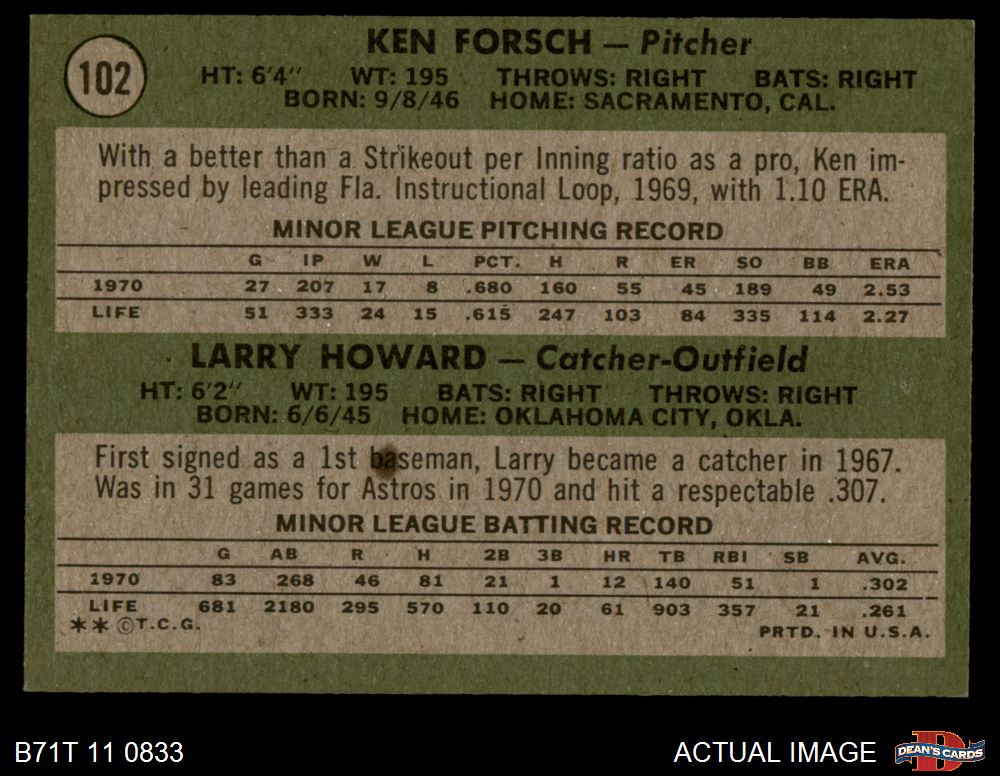 102
KEN FORSCH — Pitcher
HT: 6'4" WT: 195 THROWS: RIGHT BATS: RIGHT
BORN: 9/8/46 HOME: SACRAMENTO, CAL.
With a better than a Strikeout per Inning ratio as a pro, Ken im-
pressed by leading Fla. Instructional Loop, 1969, with 1.10 ERA.
MINOR LEAGUE PITCHING RECORD
G IP W L PCT. H R ER SO BB ERA
1970 27 207 17 8 .680 160 55 45 189 49 2.53
LIFE 51 333 24 15 .615 247 103 84 335 114 2.27
LARRY HOWARD — Catcher-Outfield
HT: 6'2" WT: 195 BATS: RIGHT THROWS: RIGHT
BORN: 6/6/45 HOME: OKLAHOMA CITY, OKLA.
First signed as a 1st baseman, Larry became a catcher in 1967.
Was in 31 games for Astros in 1970 and hit a respectable .307.
MINOR LEAGUE BATTING RECORD
G AB R H 2B 3B HR TB RBI SB AVG.
1970 83 268 46 81 21 1 12 140 51 1 .302
LIFE 681 2180 295 570 110 20 61 903 357 21 .261
** ©T.C.G. PRTD. IN U.S.A.
B71T 11 0833 ACTUAL IMAGE DEAN'S CARDS